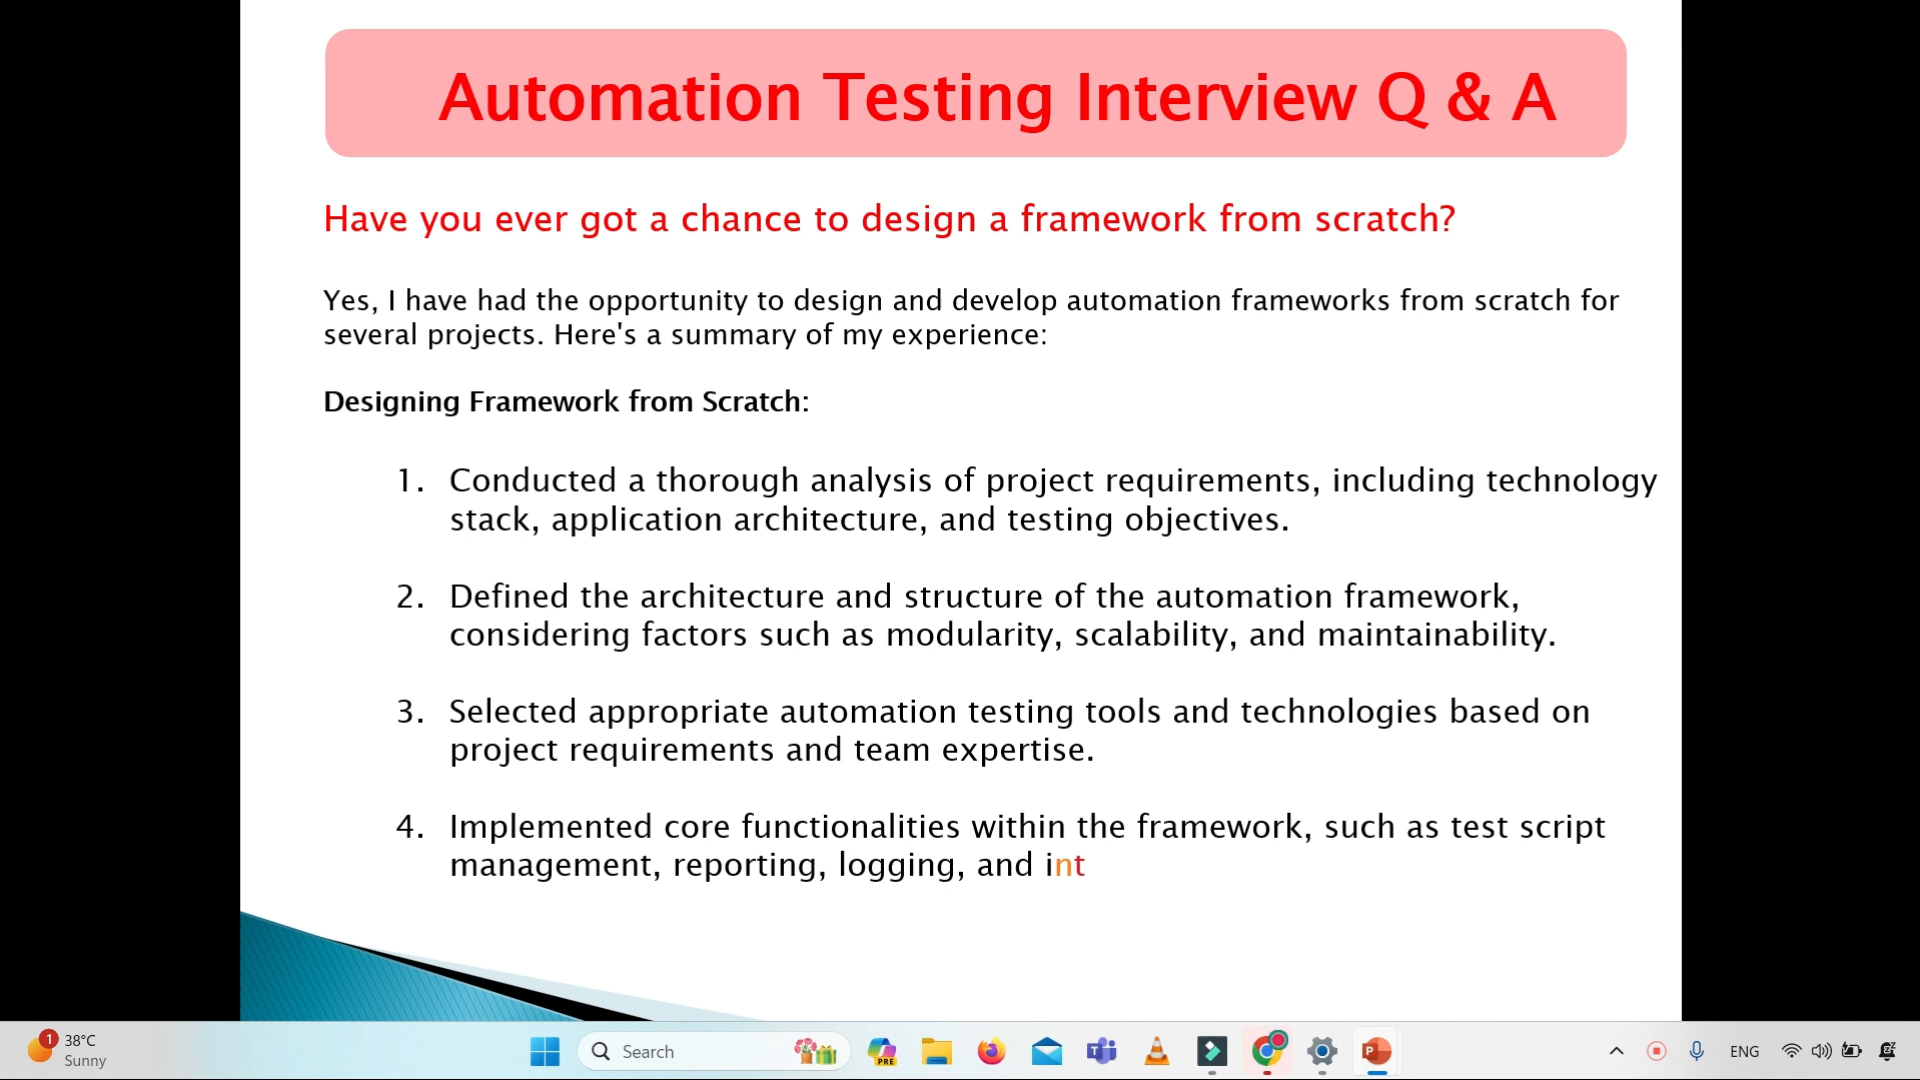 Automation Testing Interview Q & A
Have you ever got a chance to design a framework from scratch?
Yes, I have had the opportunity to design and develop automation frameworks from scratch for
several projects. Here's a summary of my experience:
Designing Framework from Scratch:
1. Conducted a thorough analysis of project requirements, including technology
stack, application architecture, and testing objectives.
2. Defined the architecture and structure of the automation framework,
considering factors such as modularity, scalability, and maintainability.
3. Selected appropriate automation testing tools and technologies based on
project requirements and team expertise.
4. Implemented core functionalities within the framework, such as test script
management, reporting, logging, and int
1
38°C
Sunny
Search
PRE
ENG